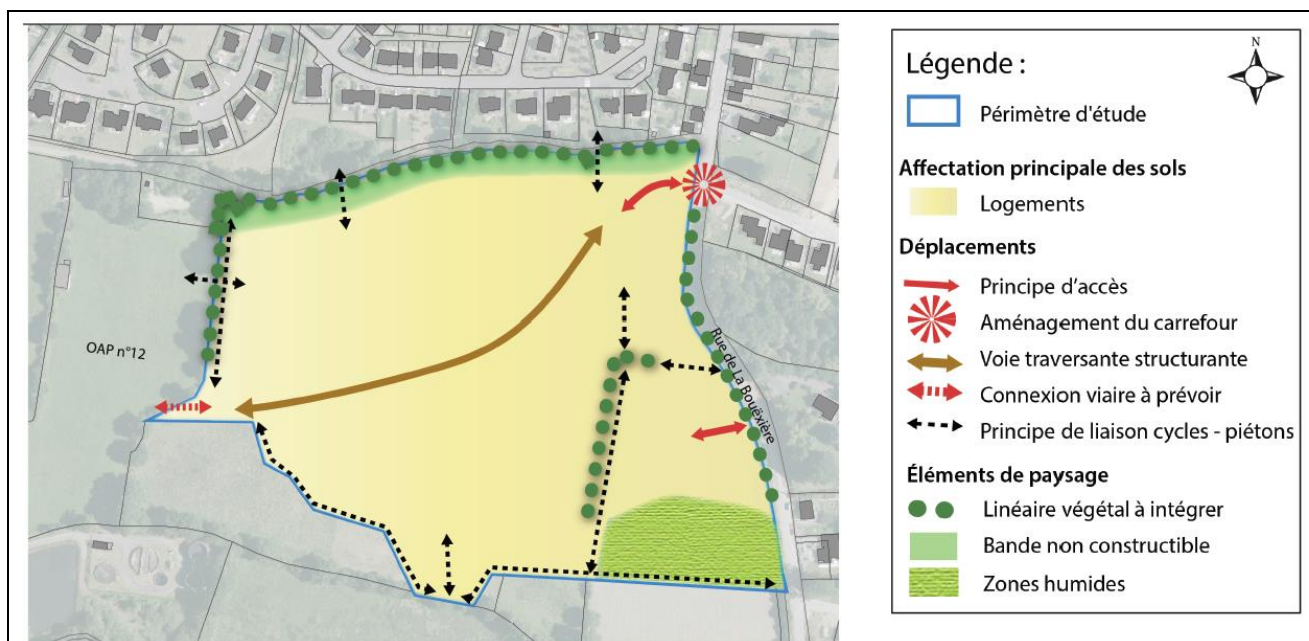 OAP n°12
Rue de La Bouëxière
N
Légende :
Périmètre d'étude
Affectation principale des sols
Logements
Déplacements
Principe d'accès
Aménagement du carrefour
Voie traversante structurante
Connexion viaire à prévoir
Principe de liaison cycles - piétons
Éléments de paysage
Linéaire végétal à intégrer
Bande non constructible
Zones humides